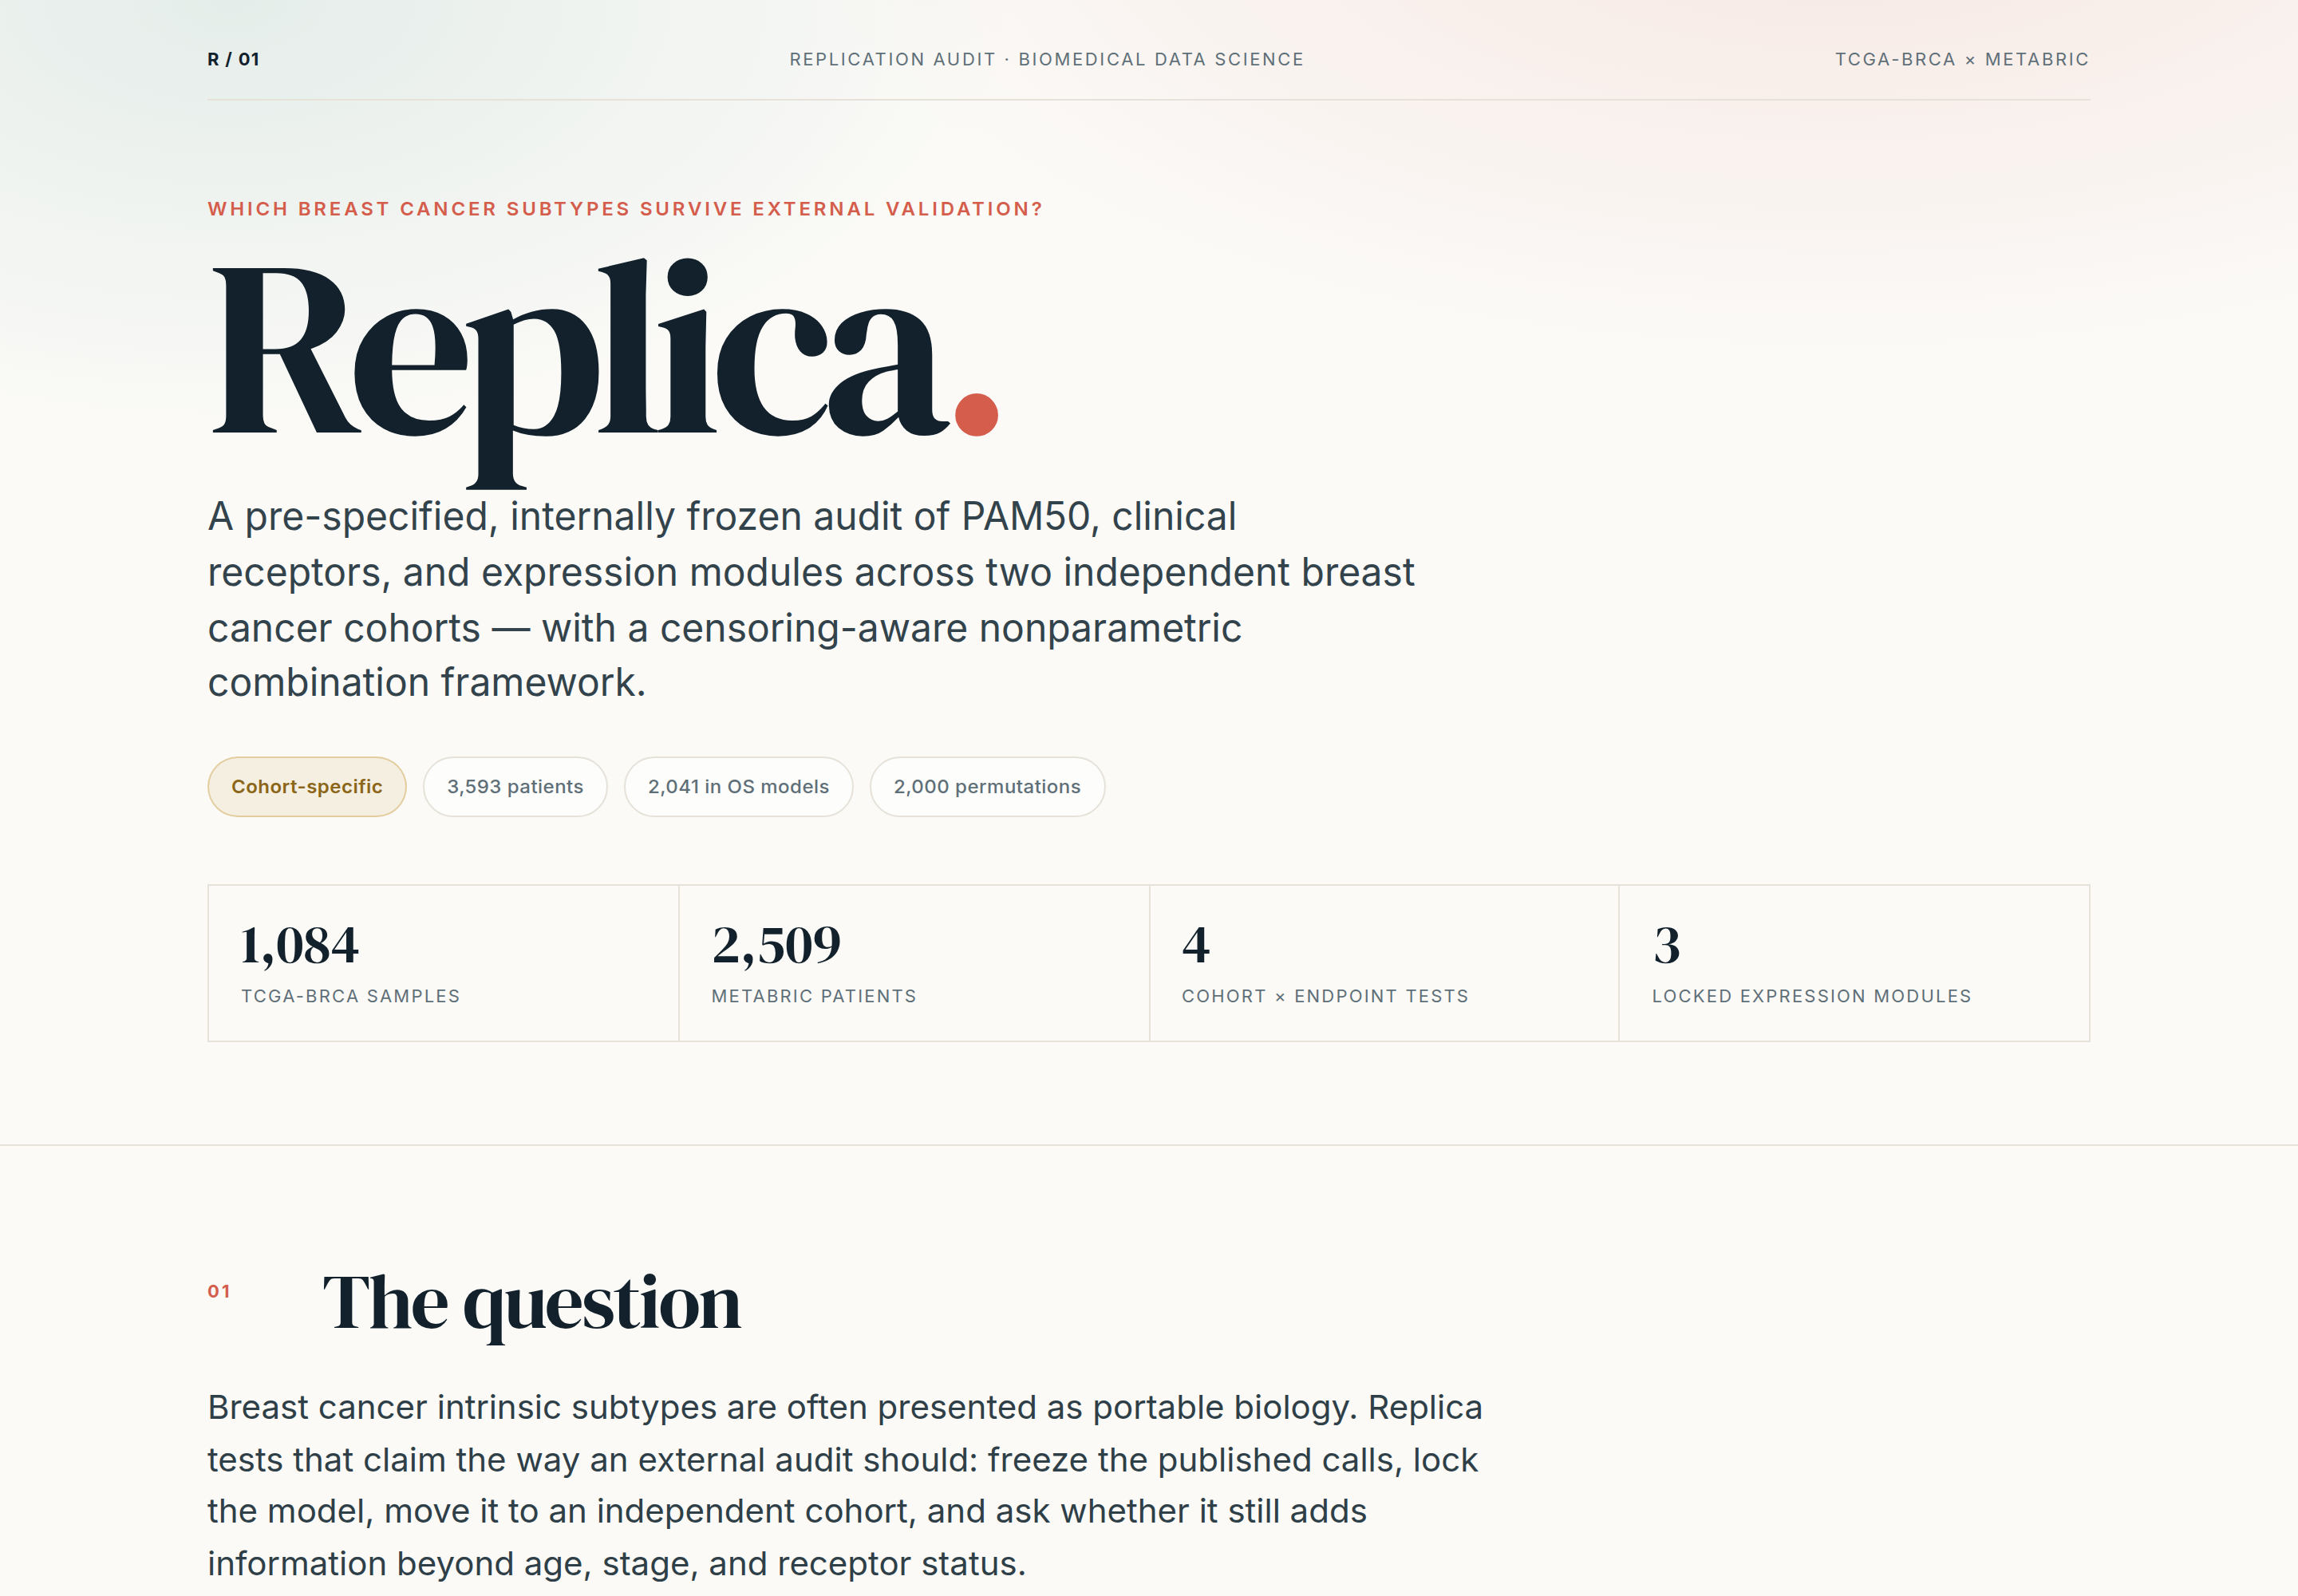 R / 01
REPLICATION AUDIT · BIOMEDICAL DATA SCIENCE
TCGA-BRCA × METABRIC
WHICH BREAST CANCER SUBTYPES SURVIVE EXTERNAL VALIDATION?
Replica.
A pre-specified, internally frozen audit of PAM50, clinical
receptors, and expression modules across two independent breast
cancer cohorts — with a censoring-aware nonparametric
combination framework.
Cohort-specific
3,593 patients
2,041 in OS models
2,000 permutations
1,084
TCGA-BRCA SAMPLES
2,509
METABRIC PATIENTS
4
COHORT × ENDPOINT TESTS
3
LOCKED EXPRESSION MODULES
01
The question
Breast cancer intrinsic subtypes are often presented as portable biology. Replica
tests that claim the way an external audit should: freeze the published calls, lock
the model, move it to an independent cohort, and ask whether it still adds
information beyond age, stage, and receptor status.